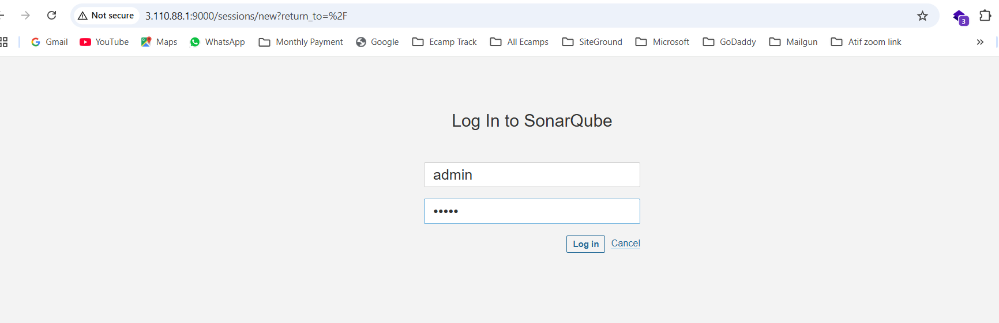 Not secure 3.110.88.1:9000/sessions/new?return_to=%2F 3
Gmail YouTube Maps WhatsApp Monthly Payment Google Ecamp Track All Ecamps SiteGround Microsoft GoDaddy Mailgun Atif zoom link »
Log In to SonarQube
admin
•••••
Log in Cancel